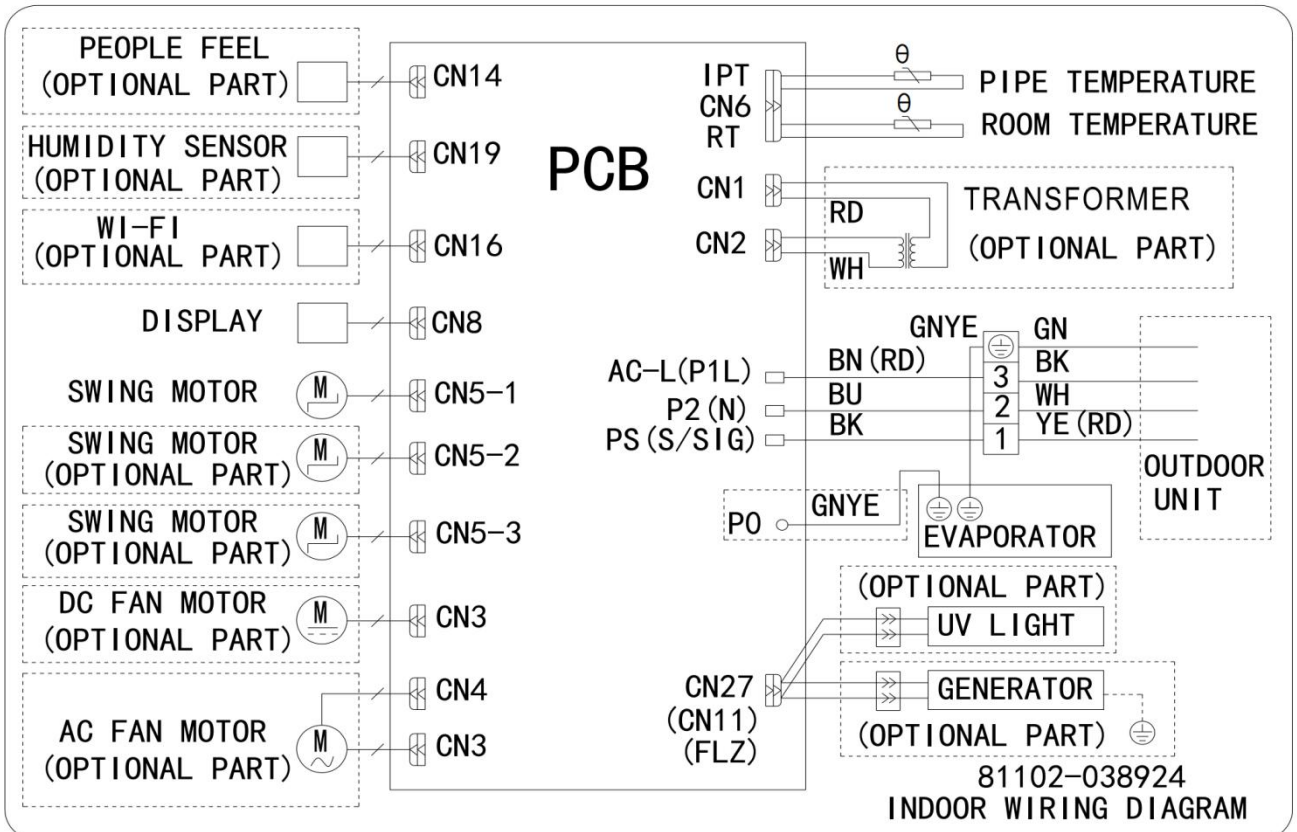 PEOPLE FEEL
(OPTIONAL PART)
CN14
HUMIDITY SENSOR
(OPTIONAL PART)
CN19
WI-FI
(OPTIONAL PART)
CN16
DISPLAY
CN8
SWING MOTOR
M
CN5-1
SWING MOTOR
(OPTIONAL PART)
M
CN5-2
SWING MOTOR
(OPTIONAL PART)
M
CN5-3
DC FAN MOTOR
(OPTIONAL PART)
M
CN3
AC FAN MOTOR
(OPTIONAL PART)
M
CN4
CN3
PCB
IPT
CN6
RT
θ
PIPE TEMPERATURE
θ
ROOM TEMPERATURE
CN1
CN2
RD
WH
TRANSFORMER
(OPTIONAL PART)
AC-L(P1L)
P2(N)
PS(S/SIG)
BN(RD)
BU
BK
GNYE
3
2
1
GN
BK
WH
YE(RD)
OUTDOOR
UNIT
P0
GNYE
EVAPORATOR
(OPTIONAL PART)
UV LIGHT
CN27
(CN11)
(FLZ)
GENERATOR
(OPTIONAL PART)
81102-038924
INDOOR WIRING DIAGRAM